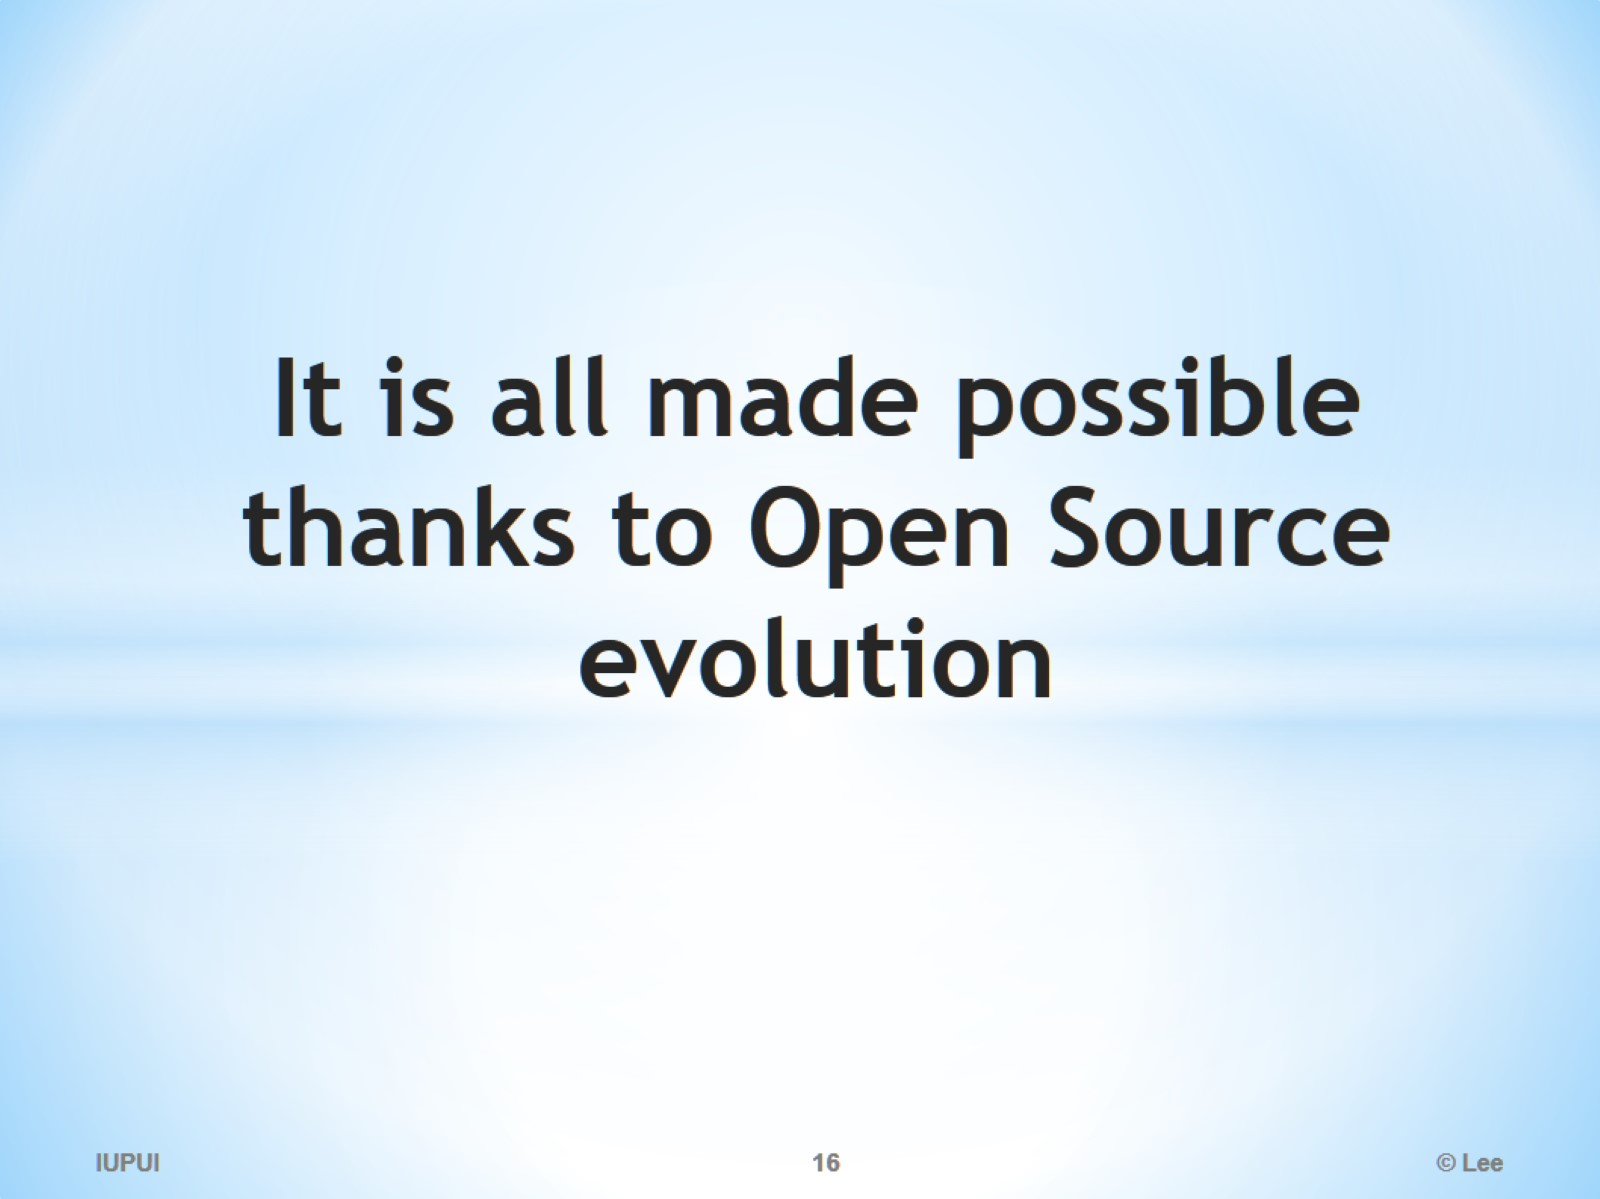 It is all made possible
thanks to Open Source
evolution
IUPUI
16
© Lee